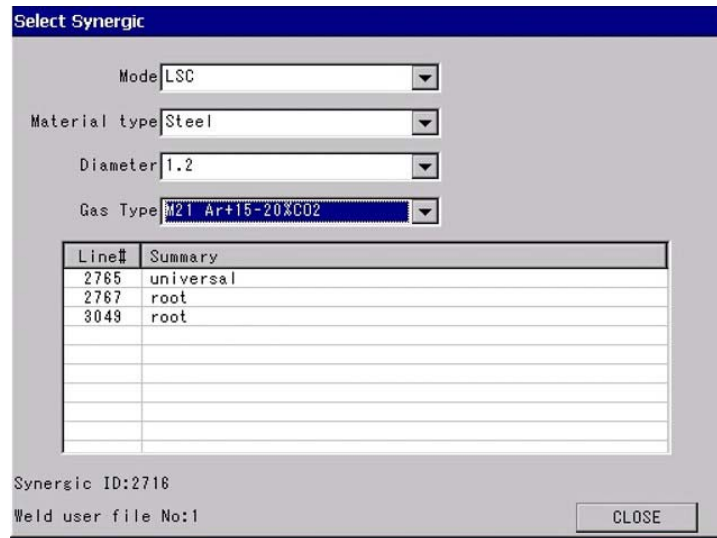 Select Synergic
Mode LSC
Material type Steel
Diameter 1.2
Gas Type M21 Ar+15-20%CO2
Line# Summary
2765 universal
2767 root
3049 root
Synergic ID:2716
Weld user file No:1
CLOSE